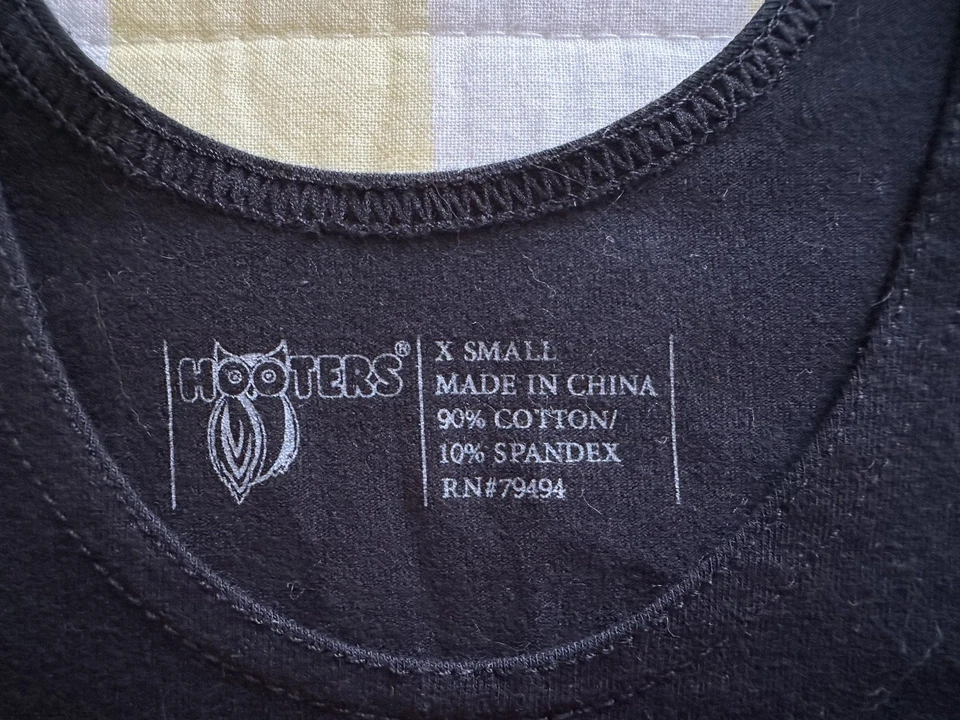 HOOTERS®
X SMALL
MADE IN CHINA
90% COTTON/
10% SPANDEX
RN#79494